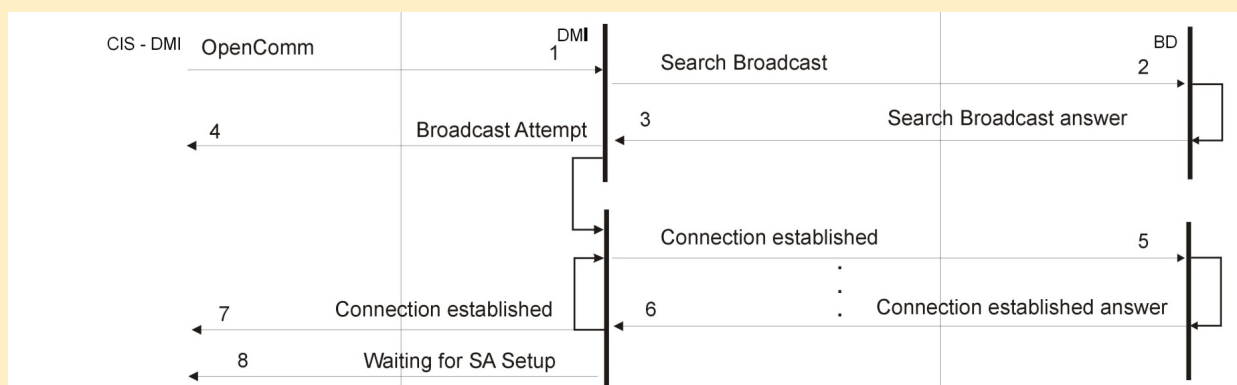 CIS - DMI OpenComm DMI
1
Search Broadcast BD
2
4 Broadcast Attempt 3 Search Broadcast answer
Connection established 5
7 Connection established 6 Connection established answer
8 Waiting for SA Setup